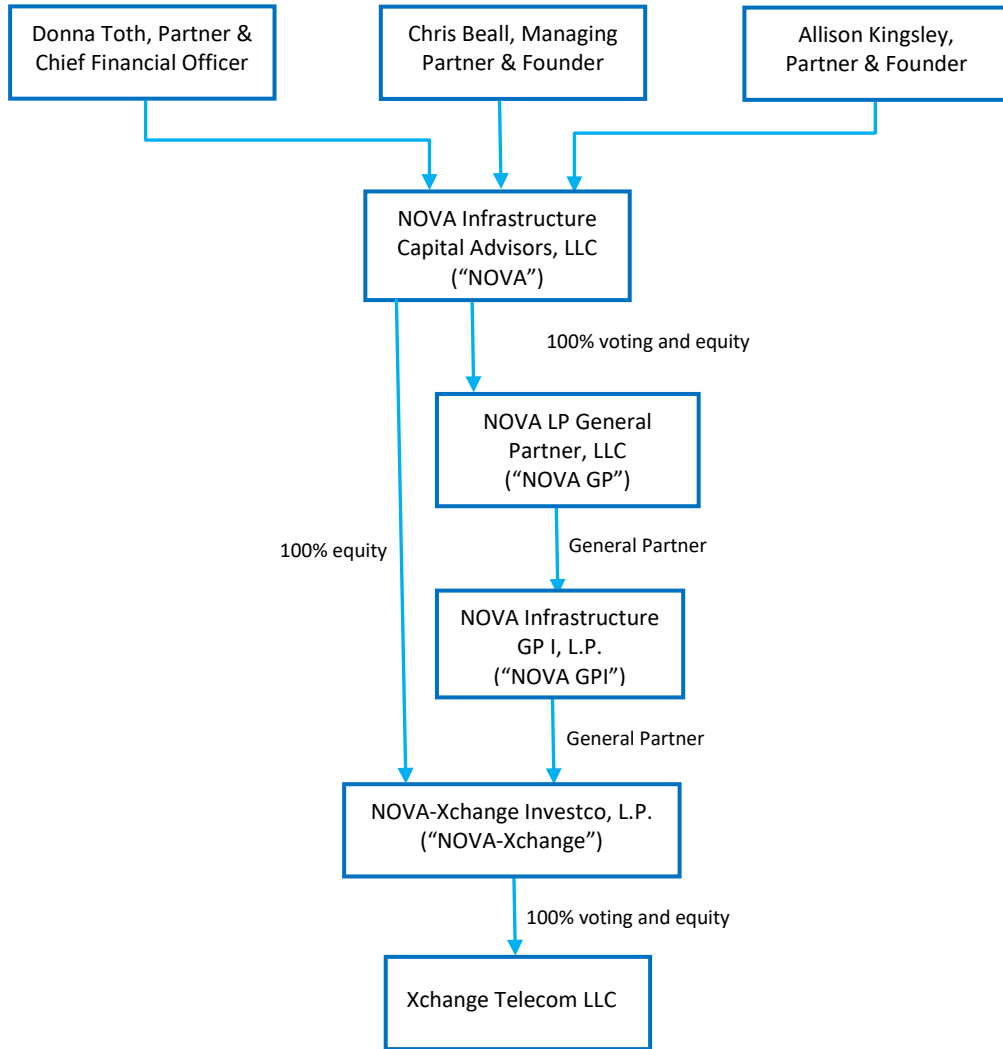 Donna Toth, Partner &
Chief Financial Officer
Chris Beall, Managing
Partner & Founder
Allison Kingsley,
Partner & Founder
NOVA Infrastructure
Capital Advisors, LLC
(“NOVA”)
100% voting and equity
NOVA LP General
Partner, LLC
(“NOVA GP”)
100% equity
General Partner
NOVA Infrastructure
GP I, L.P.
(“NOVA GPI”)
General Partner
NOVA-Xchange Investco, L.P.
(“NOVA-Xchange”)
100% voting and equity
Xchange Telecom LLC